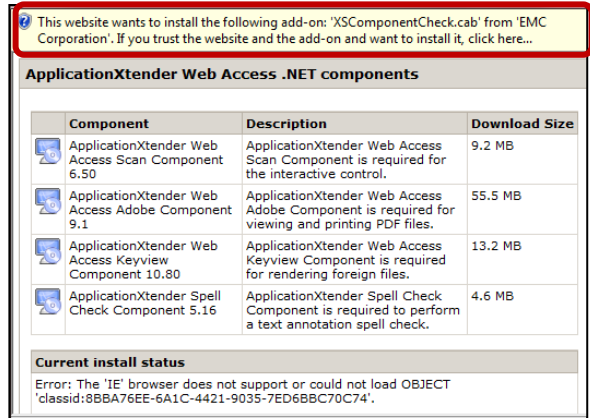 This website wants to install the following add-on: 'XSComponentCheck.cab' from 'EMC
Corporation'. If you trust the website and the add-on and want to install it, click here...
ApplicationXtender Web Access .NET components
Component Description Download Size
ApplicationXtender Web ApplicationXtender Web Access 9.2 MB
Access Scan Component Scan Component is required for
6.50 the interactive control.
ApplicationXtender Web ApplicationXtender Web Access 55.5 MB
Access Adobe Component Adobe Component is required for
9.1 viewing and printing PDF files.
ApplicationXtender Web ApplicationXtender Web Access 13.2 MB
Access Keyview Keyview Component is required
Component 10.80 for rendering foreign files.
ApplicationXtender Spell ApplicationXtender Spell Check 4.6 MB
Check Component 5.16 Component is required to perform
a text annotation spell check.
Current install status
Error: The 'IE' browser does not support or could not load OBJECT
'classid:8BBA76EE-6A1C-4421-9035-7ED6BBC70C74'.